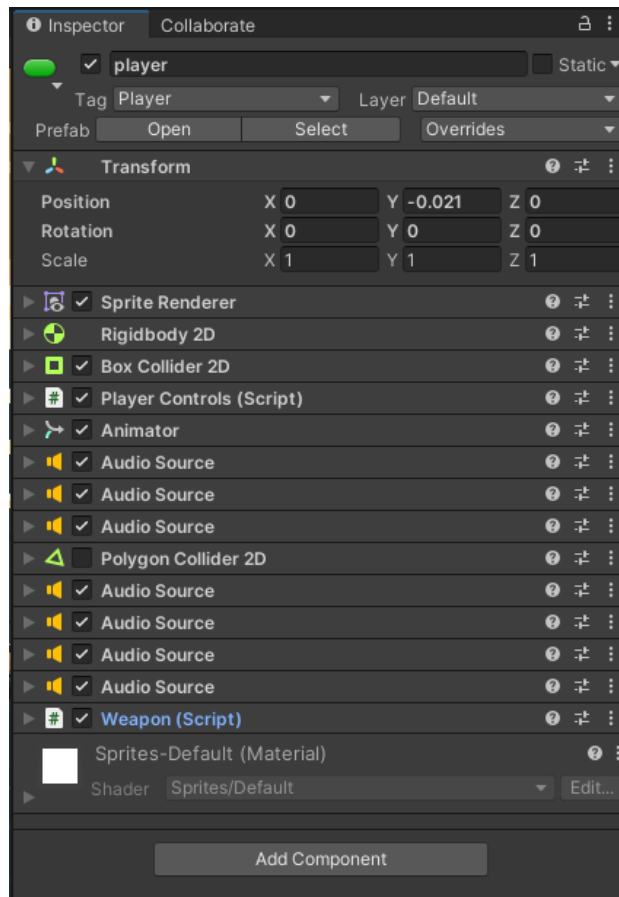 Inspector Collaborate
player Static
Tag Player Layer Default
Prefab Open Select Overrides
Transform
Position X 0 Y -0.021 Z 0
Rotation X 0 Y 0 Z 0
Scale X 1 Y 1 Z 1
Sprite Renderer
Rigidbody 2D
Box Collider 2D
# Player Controls (Script)
Animator
Audio Source
Audio Source
Audio Source
Polygon Collider 2D
Audio Source
Audio Source
Audio Source
Audio Source
# Weapon (Script)
Sprites-Default (Material)
Shader Sprites/Default Edit...
Add Component